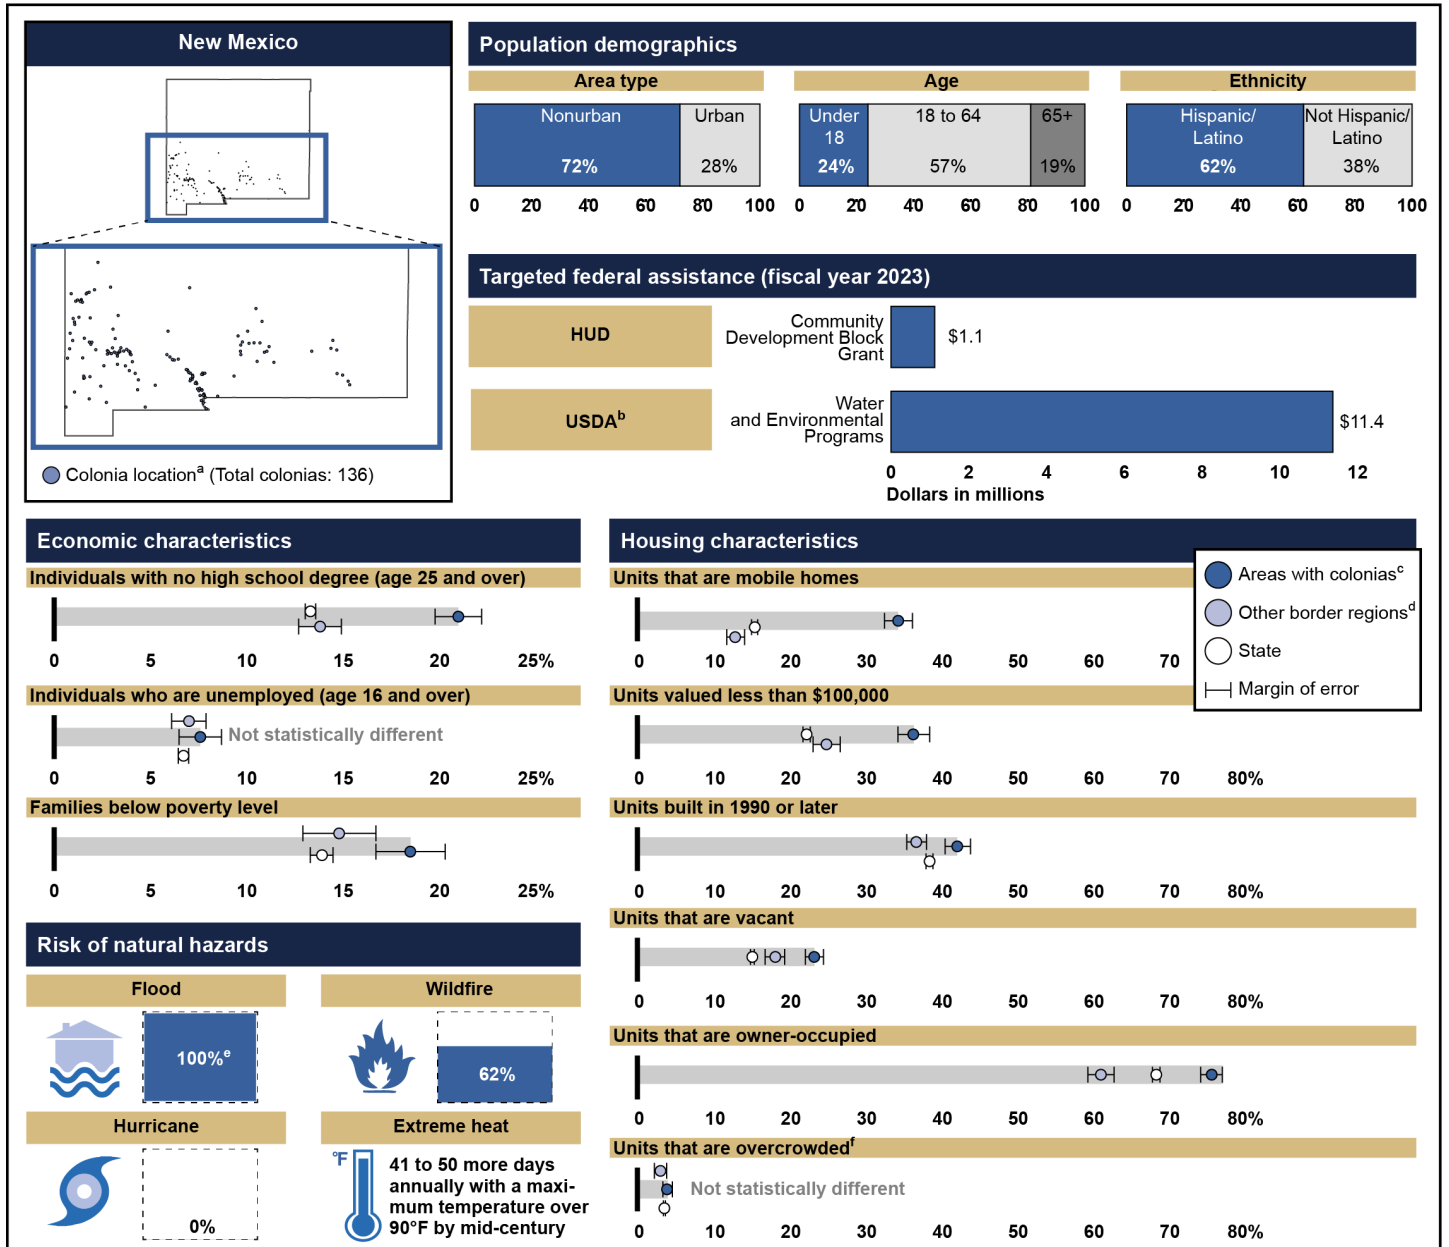 New Mexico
Colonia locationa (Total colonias: 136)
Population demographics
Area type
Nonurban Urban
72% 28%
0 20 40 60 80 100
Age
Under
18
18 to 64 65+
24% 57% 19%
0 20 40 60 80 100
Ethnicity
Hispanic/
Latino
Not Hispanic/
Latino
62% 38%
0 20 40 60 80 100
Targeted federal assistance (fiscal year 2023)
HUD
Community
Development Block
Grant
$1.1
USDAb
Water
and Environmental
Programs
$11.4
0 2 4 6 8 10 12
Dollars in millions
Economic characteristics
Individuals with no high school degree (age 25 and over)
0 5 10 15 20 25%
Individuals who are unemployed (age 16 and over)
Not statistically different
0 5 10 15 20 25%
Families below poverty level
0 5 10 15 20 25%
Risk of natural hazards
Flood
100%e
Wildfire
62%
Hurricane
0%
Extreme heat
°F
41 to 50 more days
annually with a maxi-
mum temperature over
90°F by mid-century
Housing characteristics
Areas with coloniasc
Other border regionsd
State
Margin of error
Units that are mobile homes
0 10 20 30 40 50 60 70
Units valued less than $100,000
0 10 20 30 40 50 60 70 80%
Units built in 1990 or later
0 10 20 30 40 50 60 70 80%
Units that are vacant
0 10 20 30 40 50 60 70 80%
Units that are owner-occupied
0 10 20 30 40 50 60 70 80%
Units that are overcrowdedf
Not statistically different
0 10 20 30 40 50 60 70 80%